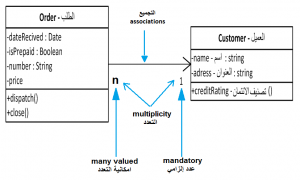 Order - الطلب
-dateRecived : Date
-isPrepaid : Boolean
-number : String
-price
+dispatch()
+close()
التجميع
associations
Customer - العميل
-name - اسم : string
-adress - العنوان : string
+creditRating - تصنيف الائتمان ()
n
1
multiplicity
التعدد
many valued
امكانية التعدد
mandatory
عدد إلزامي